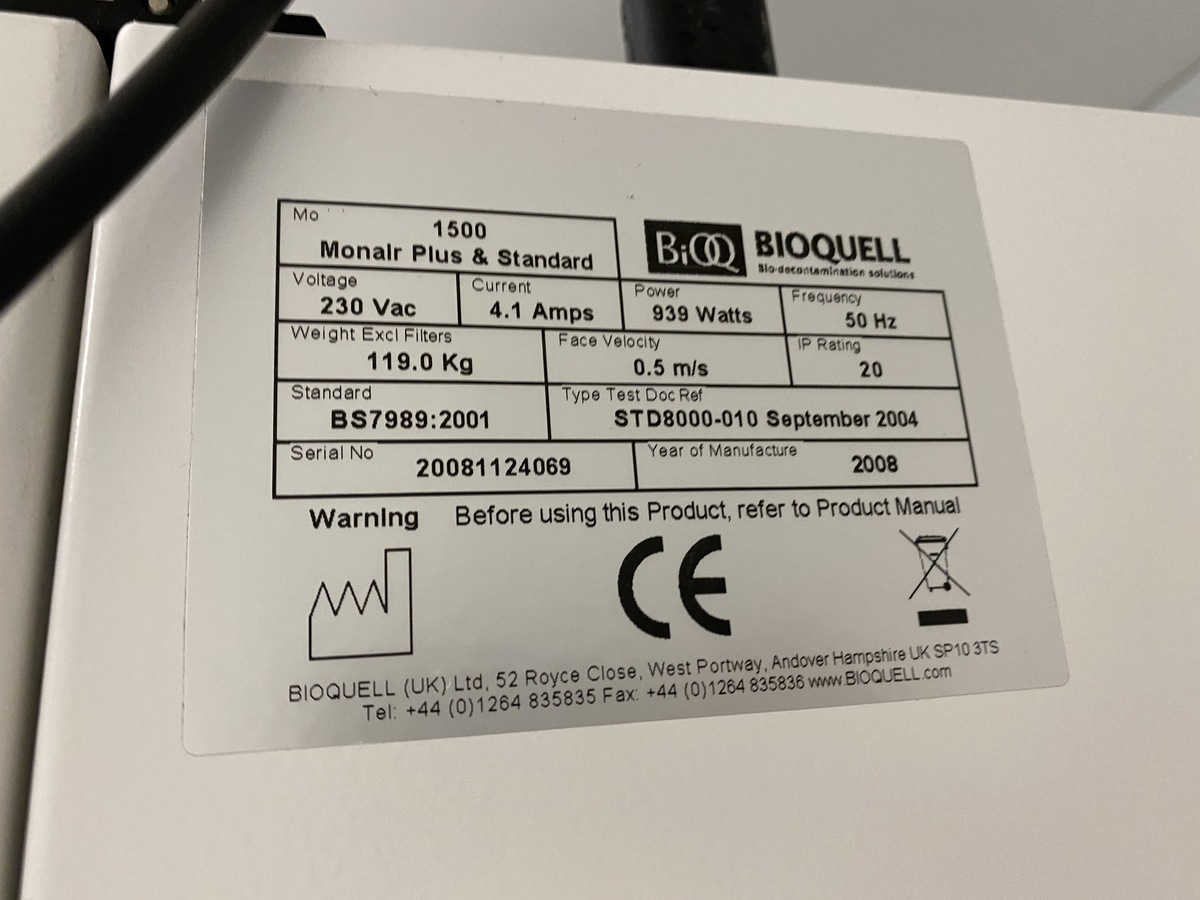 Mo
1500
Monair Plus & Standard
BiOQ BIOQUELL
Bio-decontamination solutions
Voltage
230 Vac
Current
4.1 Amps
Power
939 Watts
Frequency
50 Hz
Weight Excl Filters
119.0 Kg
Face Velocity
0.5 m/s
IP Rating
20
Standard
BS7989:2001
Type Test Doc Ref
STD8000-010 September 2004
Serial No
20081124069
Year of Manufacture
2008
Warning Before using this Product, refer to Product Manual
CE
BIOQUELL (UK) Ltd, 52 Royce Close, West Portway, Andover Hampshire UK SP10 3TS
Tel: +44 (0)1264 835835 Fax: +44 (0)1264 835836 www.BIOQUELL.com